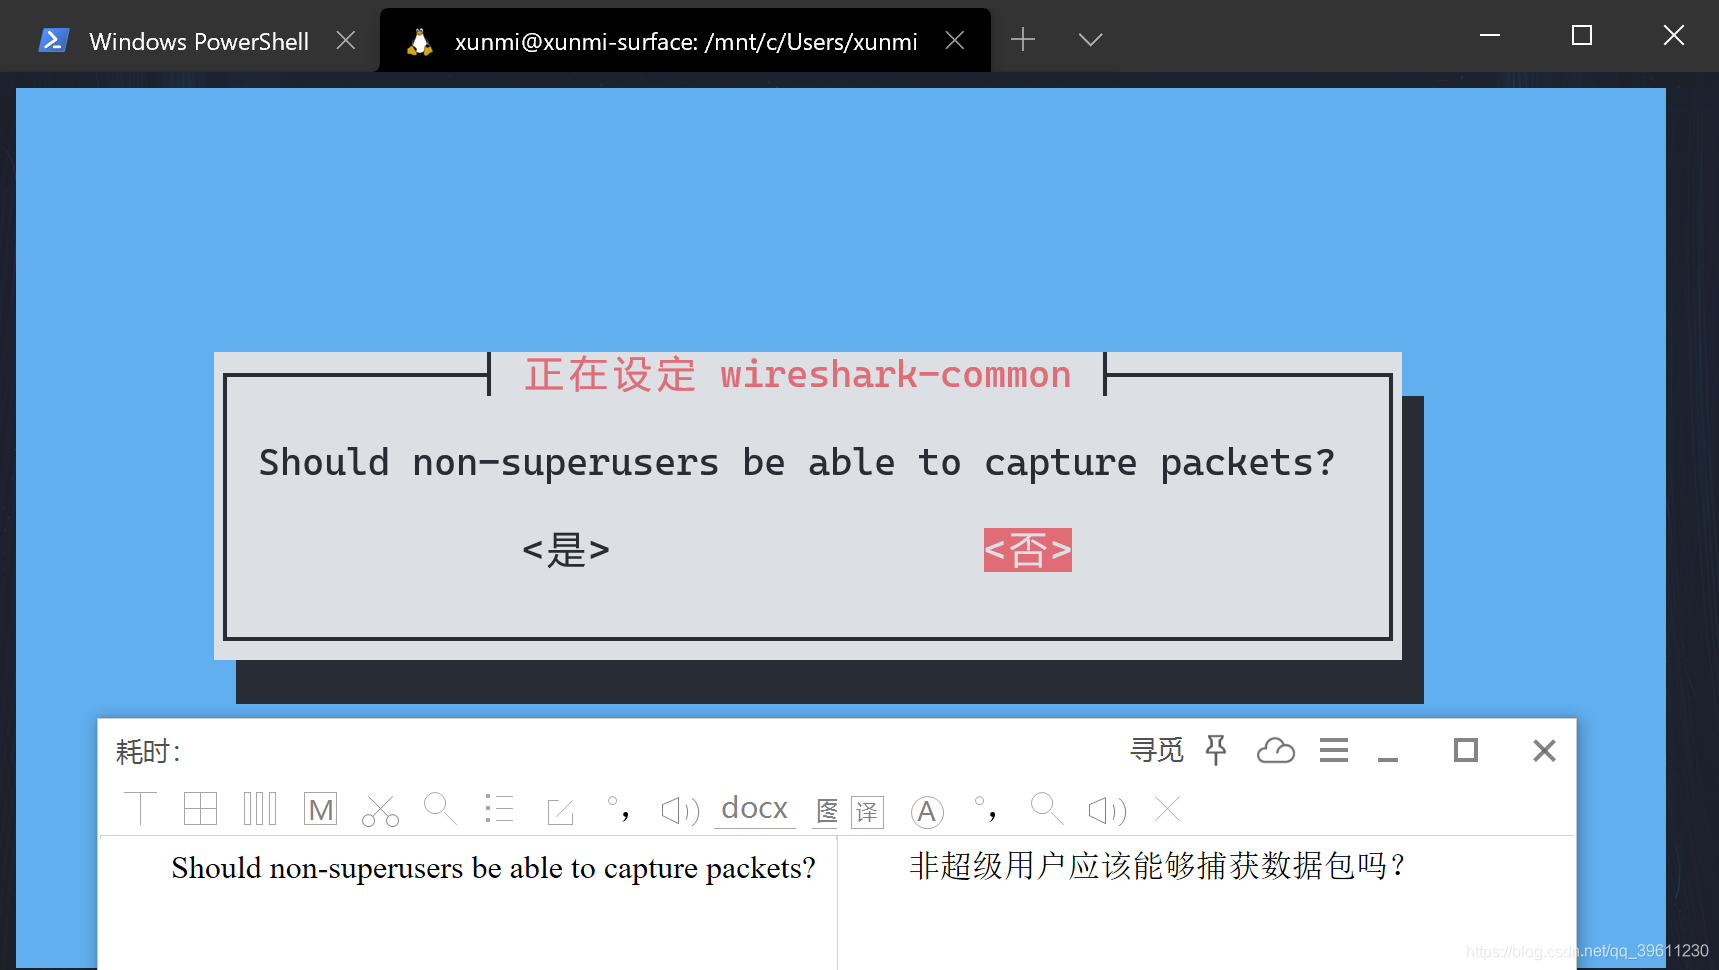 Windows PowerShell
xunmi@xunmi-surface: /mnt/c/Users/xunmi
正在设定 wireshark-common
Should non-superusers be able to capture packets?
<是> <否>
耗时:
寻觅
M docx 图 译 A
Should non-superusers be able to capture packets?
非超级用户应该能够捕获数据包吗?
https://blog.csdn.net/qq_39611230